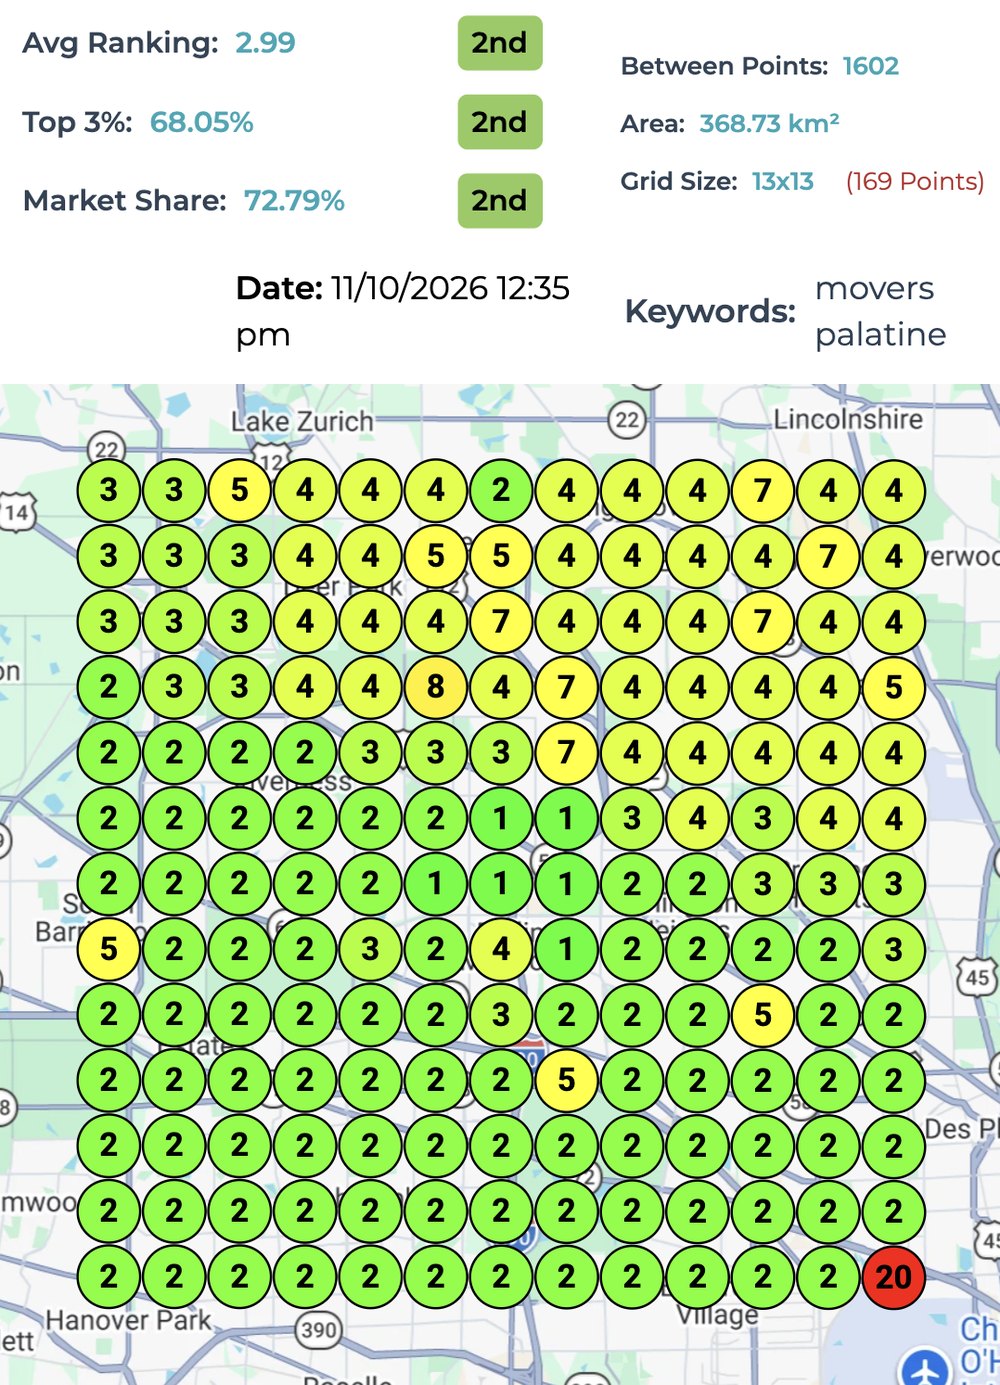 Avg Ranking: 2.99 2nd
Between Points: 1602
Top 3%: 68.05% 2nd
Area: 368.73 km²
Grid Size: 13x13 (169 Points)
Market Share: 72.79% 2nd
Date: 11/10/2026 12:35
pm
Keywords: movers
palatine
Lake Zurich 22 Lincolnshire
22
12
3 3 5 4 4 4 2 4 4 4 7 4 4
14
3 3 3 4 4 5 5 4 4 4 4 7 4
3 3 3 4 4 4 7 4 4 4 7 4 4
2 3 3 4 4 8 4 7 4 4 4 4 5
2 2 2 2 3 3 3 7 4 4 4 4 4
2 2 2 2 2 2 1 1 3 4 3 4 4
2 2 2 2 2 1 1 1 2 2 3 3 3
5 2 2 2 3 2 4 1 2 2 2 2 3
45
2 2 2 2 2 2 3 2 2 2 5 2 2
2 2 2 2 2 2 2 5 2 2 2 2 2
Des Pl
2 2 2 2 2 2 2 2 2 2 2 2 2
2 2 2 2 2 2 2 2 2 2 2 2 2
45
2 2 2 2 2 2 2 2 2 2 2 2 20
Hanover Park 390 Village
Ch
O'H
Roselle